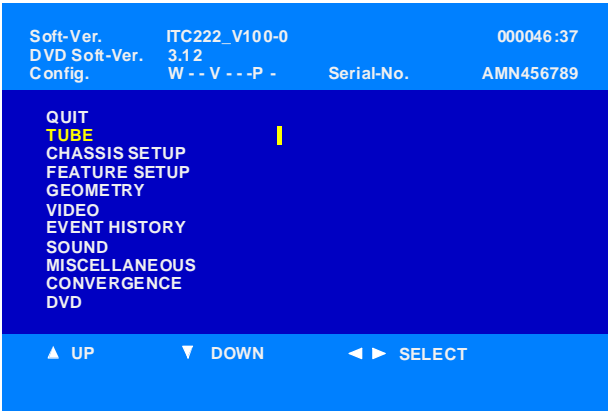 Soft-Ver. ITC222_V100-0 000046:37
DVD Soft-Ver. 3.12
Config. W - - V - - -P - Serial-No. AMN456789
QUIT
TUBE
CHASSIS SETUP
FEATURE SETUP
GEOMETRY
VIDEO
EVENT HISTORY
SOUND
MISCELLANEOUS
CONVERGENCE
DVD
▲ UP ▼ DOWN ◀ ▶ SELECT